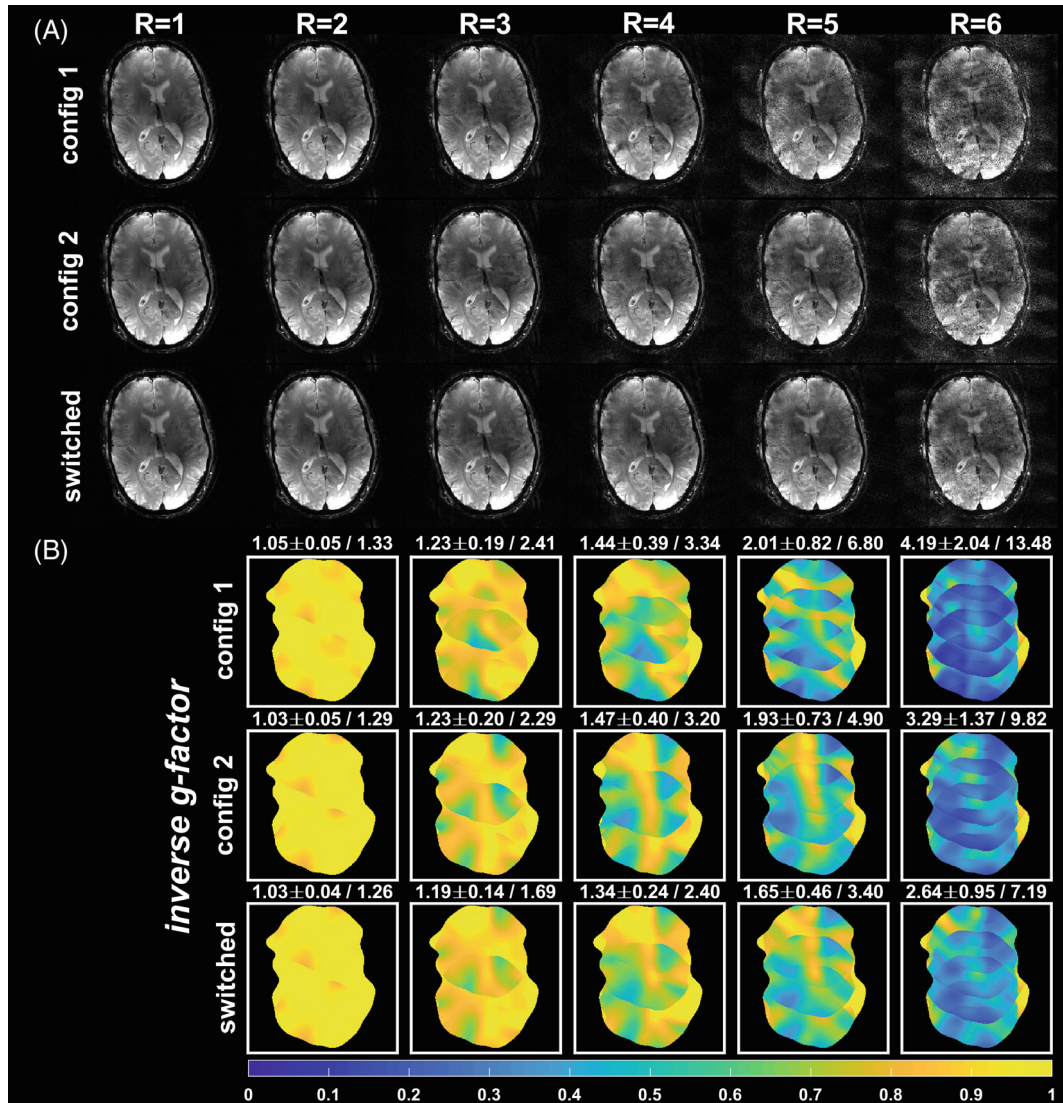 (A)
R=1 R=2 R=3 R=4 R=5 R=6
config 1
config 2
switched
(B)
inverse g-factor
1.05±0.05 / 1.33 1.23±0.19 / 2.41 1.44±0.39 / 3.34 2.01±0.82 / 6.80 4.19±2.04 / 13.48
config 1
1.03±0.05 / 1.29 1.23±0.20 / 2.29 1.47±0.40 / 3.20 1.93±0.73 / 4.90 3.29±1.37 / 9.82
config 2
1.03±0.04 / 1.26 1.19±0.14 / 1.69 1.34±0.24 / 2.40 1.65±0.46 / 3.40 2.64±0.95 / 7.19
switched
0 0.1 0.2 0.3 0.4 0.5 0.6 0.7 0.8 0.9 1